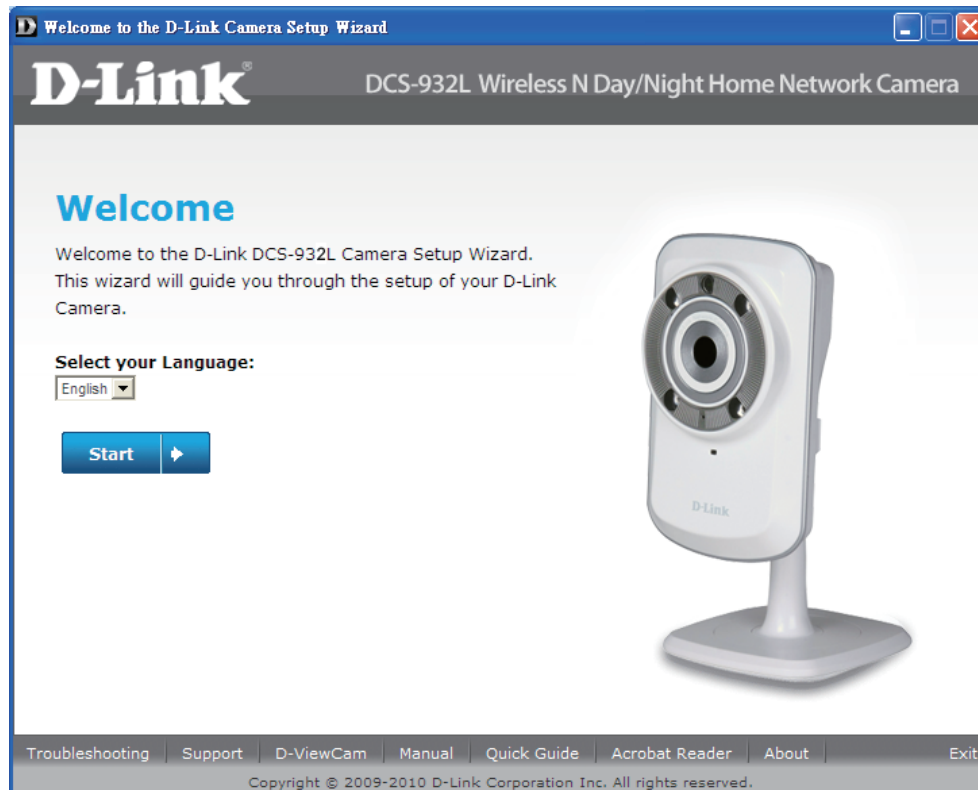 Welcome to the D-Link Camera Setup Wizard
D-Link®
DCS-932L Wireless N Day/Night Home Network Camera
Welcome
Welcome to the D-Link DCS-932L Camera Setup Wizard.
This wizard will guide you through the setup of your D-Link
Camera.
Select your Language:
English
Start
D-Link
Troubleshooting Support D-ViewCam Manual Quick Guide Acrobat Reader About Exit
Copyright © 2009-2010 D-Link Corporation Inc. All rights reserved.